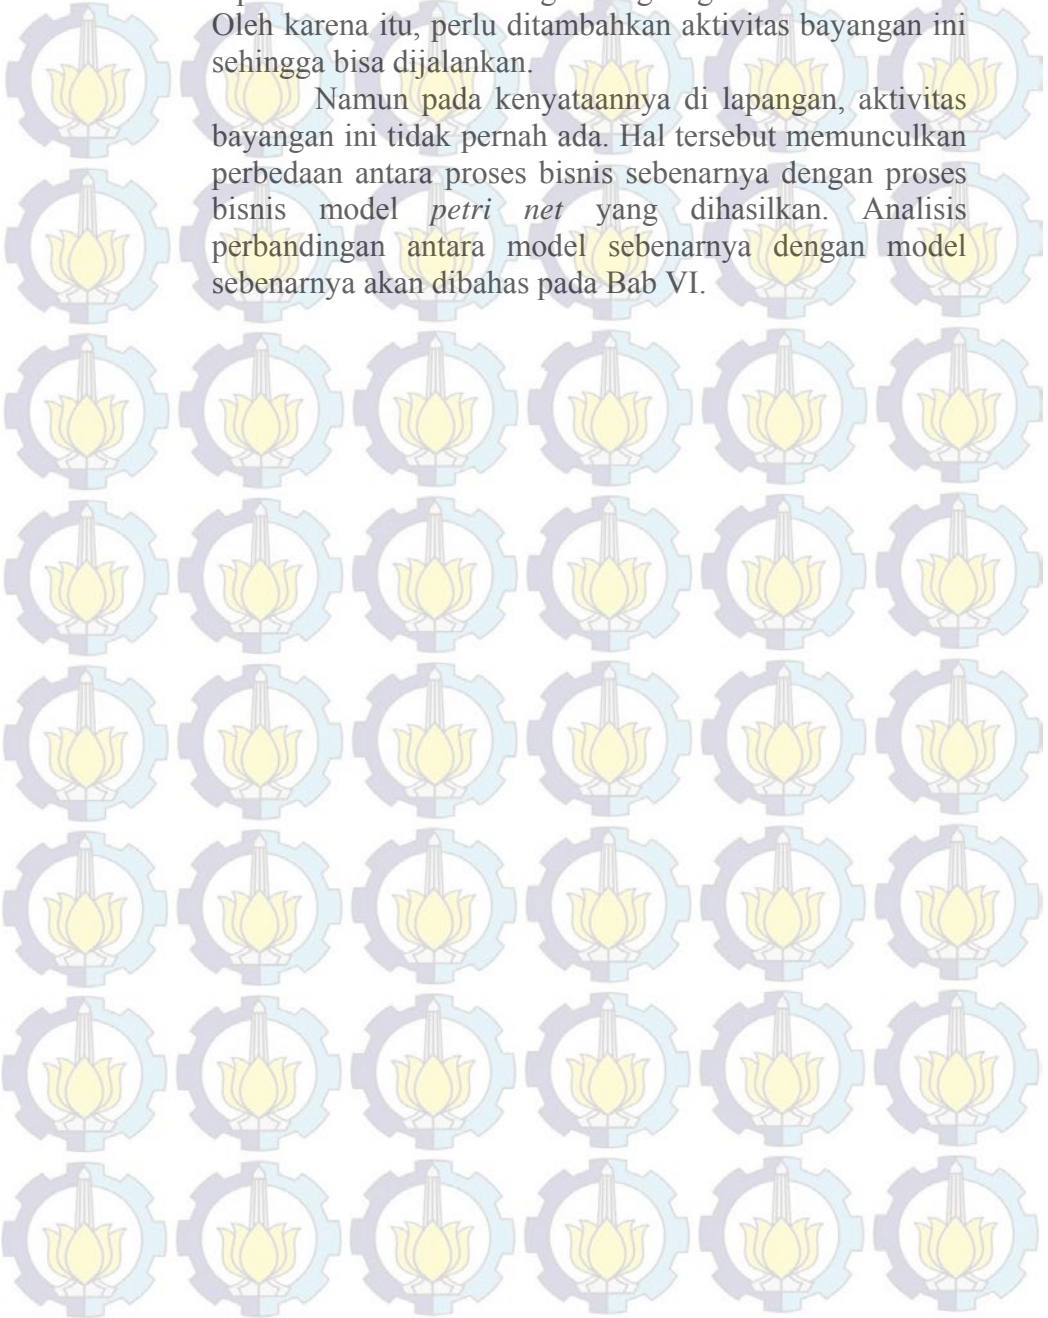 Oleh karena itu, perlu ditambahkan aktivitas bayangan ini
sehingga bisa dijalankan.
Namun pada kenyataannya di lapangan, aktivitas
bayangan ini tidak pernah ada. Hal tersebut memunculkan
perbedaan antara proses bisnis sebenarnya dengan proses
bisnis model petri net yang dihasilkan. Analisis
perbandingan antara model sebenarnya dengan model
sebenarnya akan dibahas pada Bab VI.